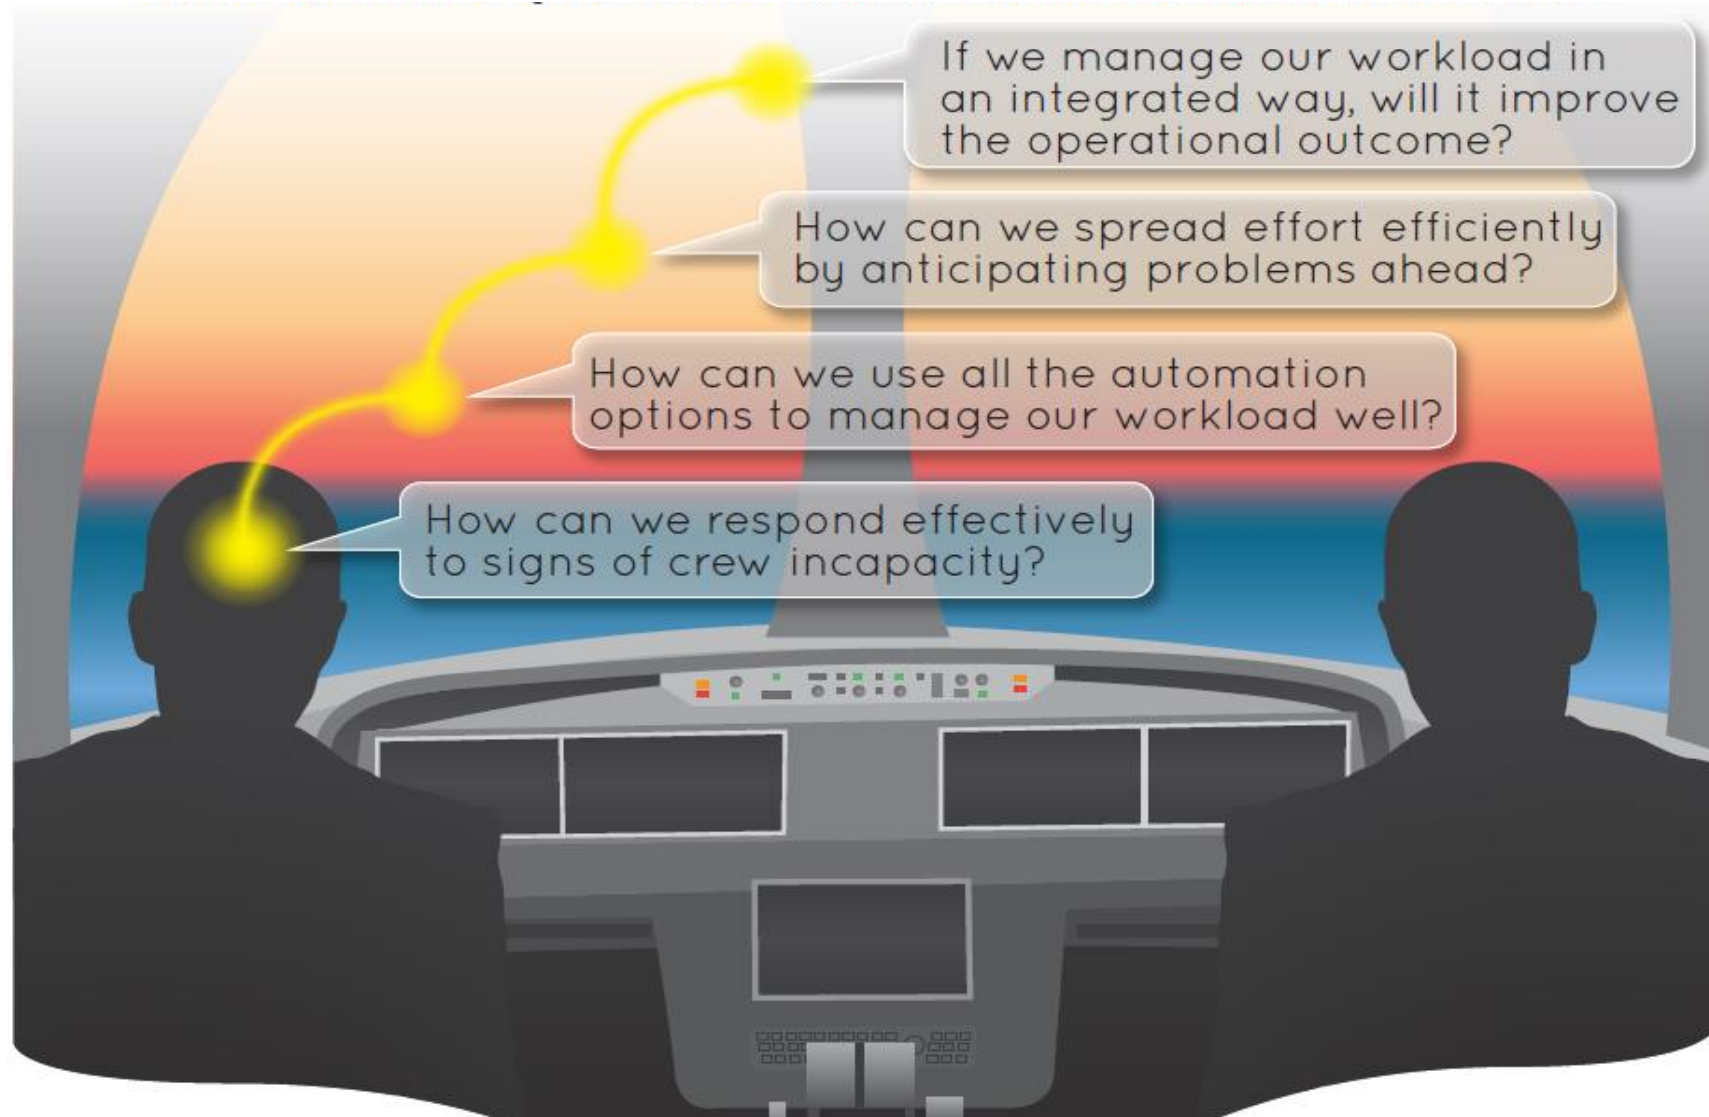 If we manage our workload in
an integrated way, will it improve
the operational outcome?
How can we spread effort efficiently
by anticipating problems ahead?
How can we use all the automation
options to manage our workload well?
How can we respond effectively
to signs of crew incapacity?